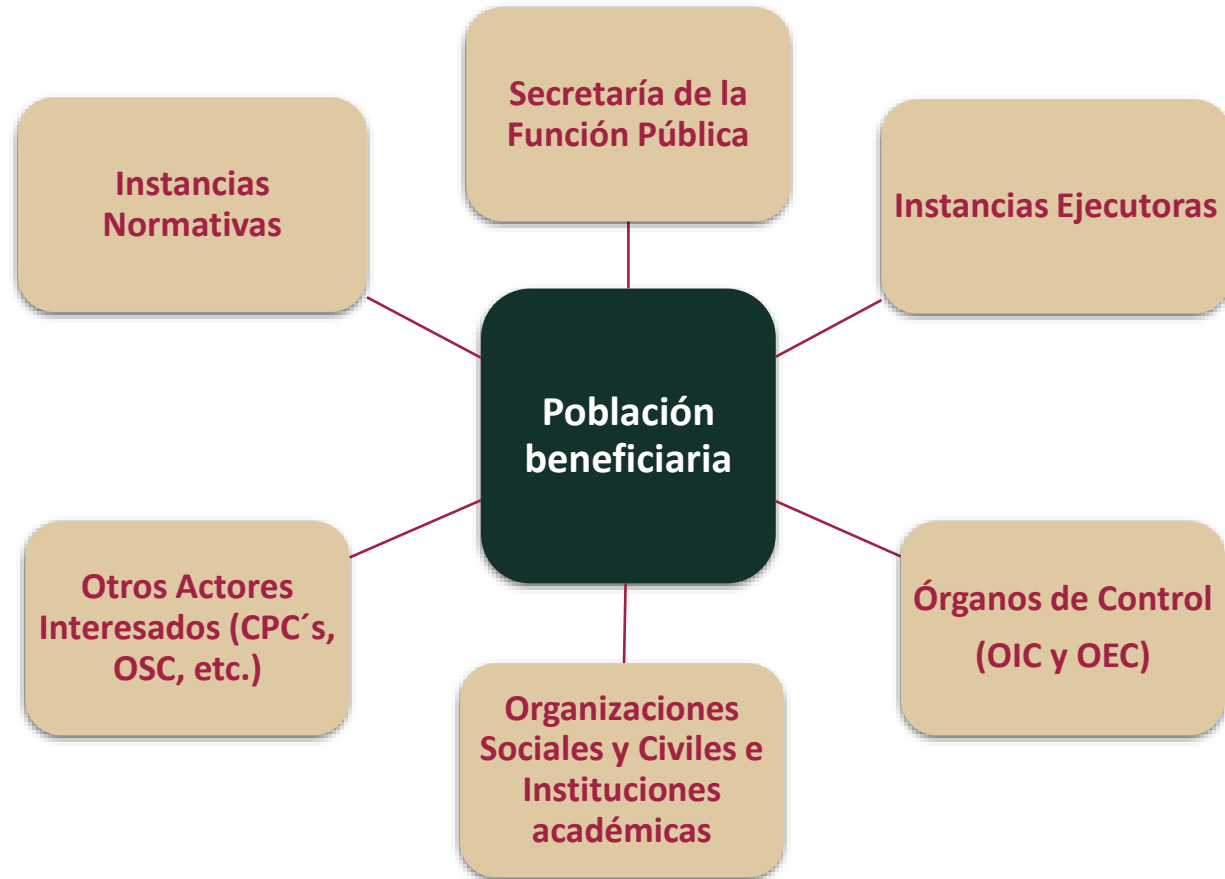 Secretaría de la
Función Pública
Instancias
Normativas
Instancias Ejecutoras
Población
beneficiaria
Otros Actores
Interesados (CPC´s,
OSC, etc.)
Órganos de Control
(OIC y OEC)
Organizaciones
Sociales y Civiles e
Instituciones
académicas